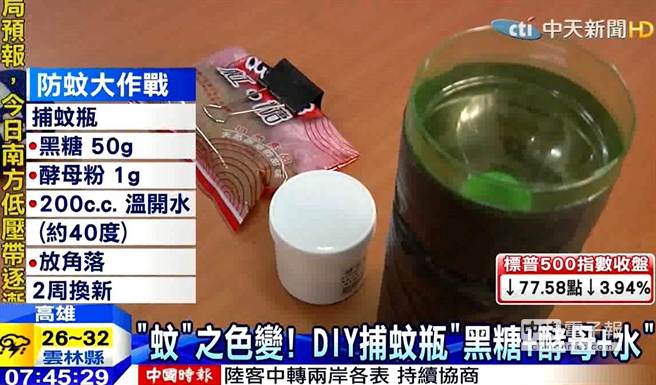 局預報，今日南方低壓帶逐漸
cti 中天新聞HD
防蚊大作戰
捕蚊瓶
•黑糖 50g
•酵母粉 1g
•200c.c. 溫開水
(約40度)
•放角落
2周換新
標普500指數收盤
↓77.58點↓3.94%
高雄
26~32
雲林縣
07:45:29
"蚊"之色變! DIY捕蚊瓶"黑糖+酵母+水"
中國時報
陸客中轉兩岸各表 持續協商